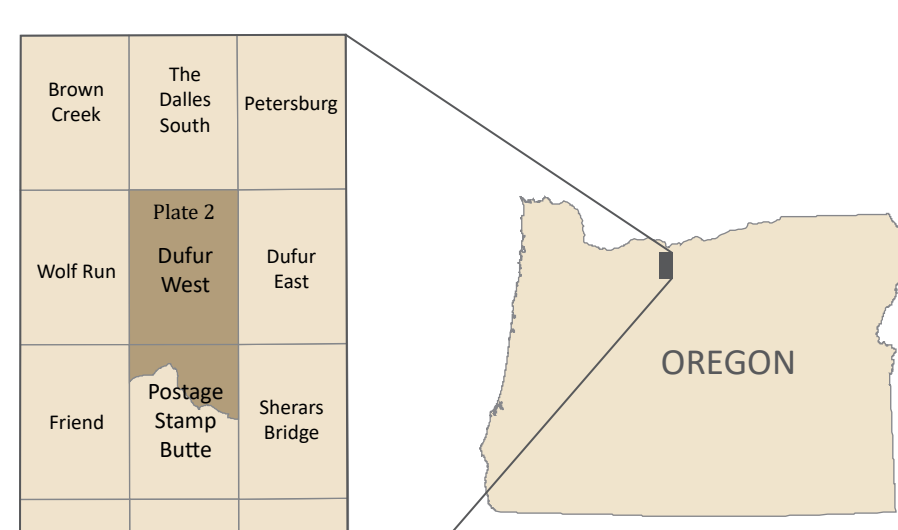 Brown
Creek
The
Dalles
South
Petersburg
Plate 2
Wolf Run
Dufur
West
Dufur
East
Friend
Postage
Stamp
Butte
Sherars
Bridge
OREGON